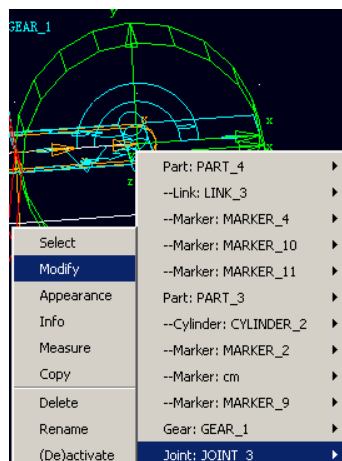 y
GEAR_1
x
x
x
z
Part: PART_4
--Link: LINK_3
--Marker: MARKER_4
--Marker: MARKER_10
--Marker: MARKER_11
Part: PART_3
--Cylinder: CYLINDER_2
--Marker: MARKER_2
--Marker: cm
--Marker: MARKER_9
Gear: GEAR_1
Joint: JOINT_3
Select
Modify
Appearance
Info
Measure
Copy
Delete
Rename
(De)activate